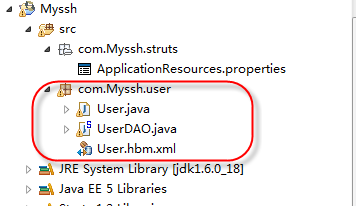 Myssh
src
com.Myssh.struts
ApplicationResources.properties
com.Myssh.user
User.java
UserDAO.java
User.hbm.xml
JRE System Library [jdk1.6.0_18]
Java EE 5 Libraries